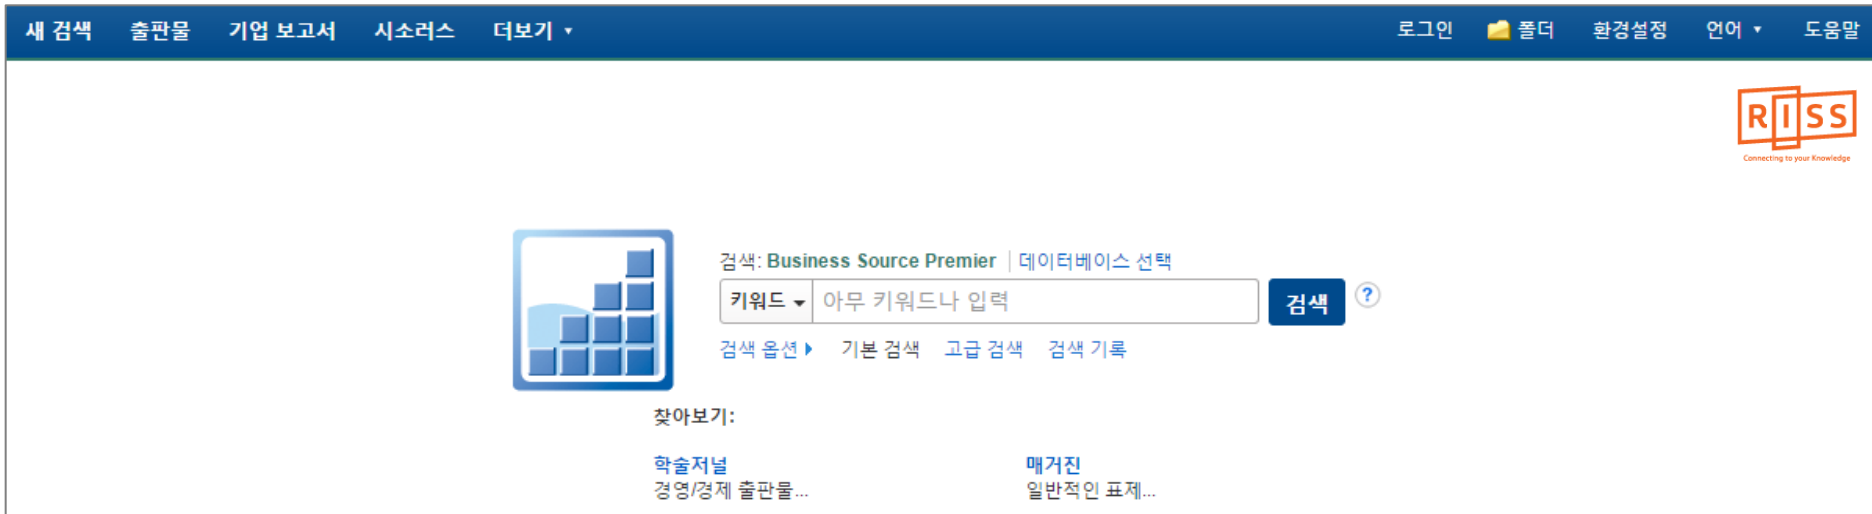 새 검색 출판물 기업 보고서 시소러스 더보기 로그인 폴더 환경설정 언어 도움말
RISS
Connecting to your Knowledge
검색: Business Source Premier 데이터베이스 선택
키워드 아무 키워드나 입력 검색 ?
검색 옵션 기본 검색 고급 검색 검색 기록
찾아보기:
학술저널 매거진
경영/경제 출판물... 일반적인 표제...